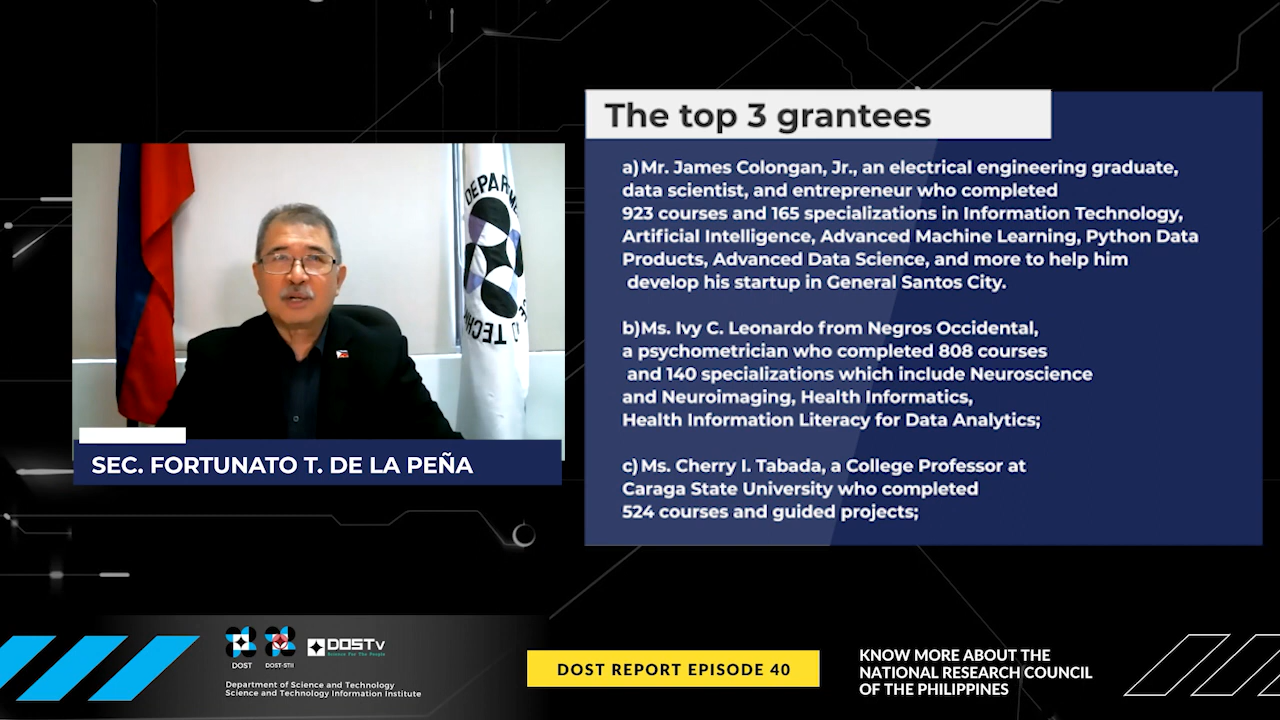 The top 3 grantees
a) Mr. James Colongan, Jr., an electrical engineering graduate,
data scientist, and entrepreneur who completed
923 courses and 165 specializations in Information Technology,
Artificial Intelligence, Advanced Machine Learning, Python Data
Products, Advanced Data Science, and more to help him
develop his startup in General Santos City.
b)Ms. Ivy C. Leonardo from Negros Occidental,
a psychometrician who completed 808 courses
and 140 specializations which include Neuroscience
and Neuroimaging, Health Informatics,
Health Information Literacy for Data Analytics;
c) Ms. Cherry I. Tabada, a College Professor at
Caraga State University who completed
524 courses and guided projects;
SEC. FORTUNATO T. DE LA PEÑA
DOST
DOST-STII
DOSTv
Science For The People
Department of Science and Technology
Science and Technology Information Institute
DOST REPORT EPISODE 40
KNOW MORE ABOUT THE
NATIONAL RESEARCH COUNCIL
OF THE PHILIPPINES